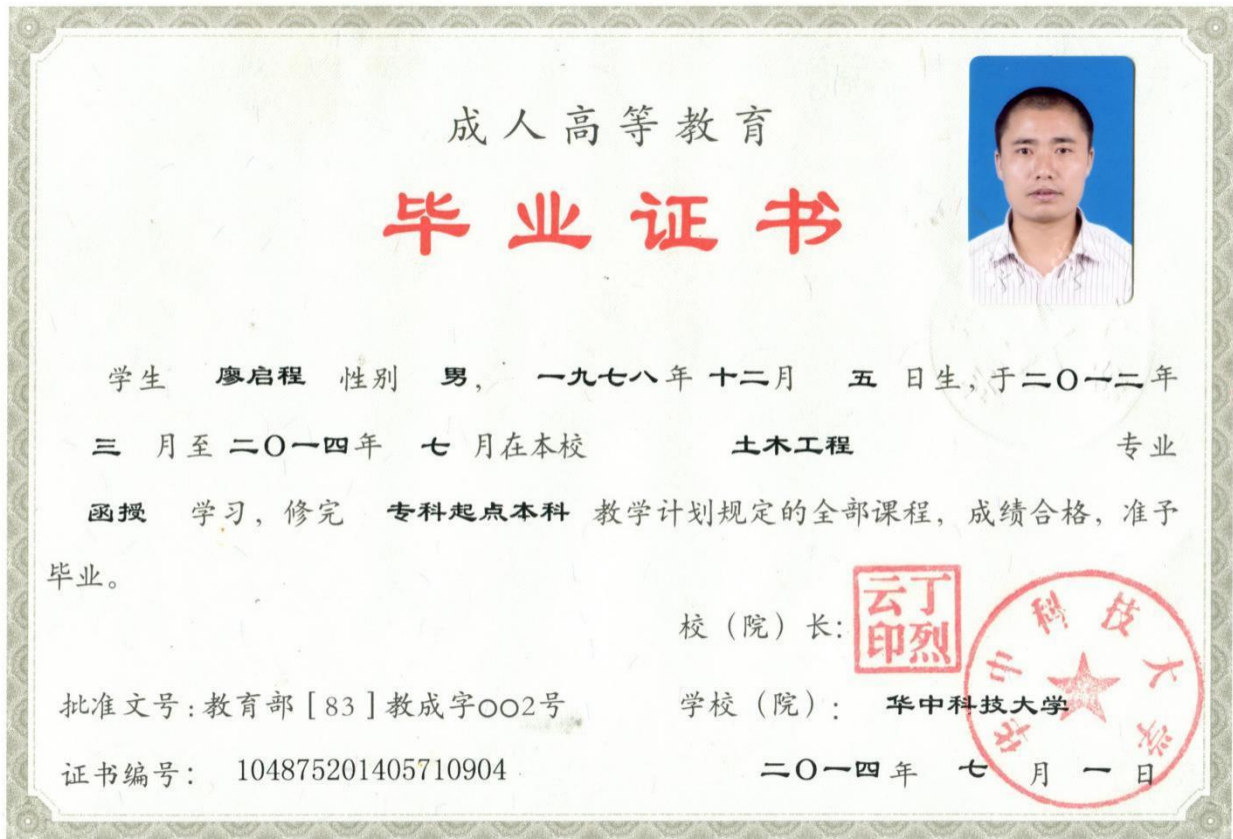 成人高等教育
毕业证书
学生 廖启程 性别 男， 一九七八年 十二月 五 日生，于二〇一二年
三 月至 二〇一四年 七 月在本校 土木工程 专业
函授 学习，修完 专科起点本科 教学计划规定的全部课程，成绩合格，准予
毕业。
校（院）长：
丁烈云印
批准文号：教育部［83］教成字002号
学校（院）： 华中科技大学
华中科技大学
证书编号： 104875201405710904
二〇一四年 七 月 一 日